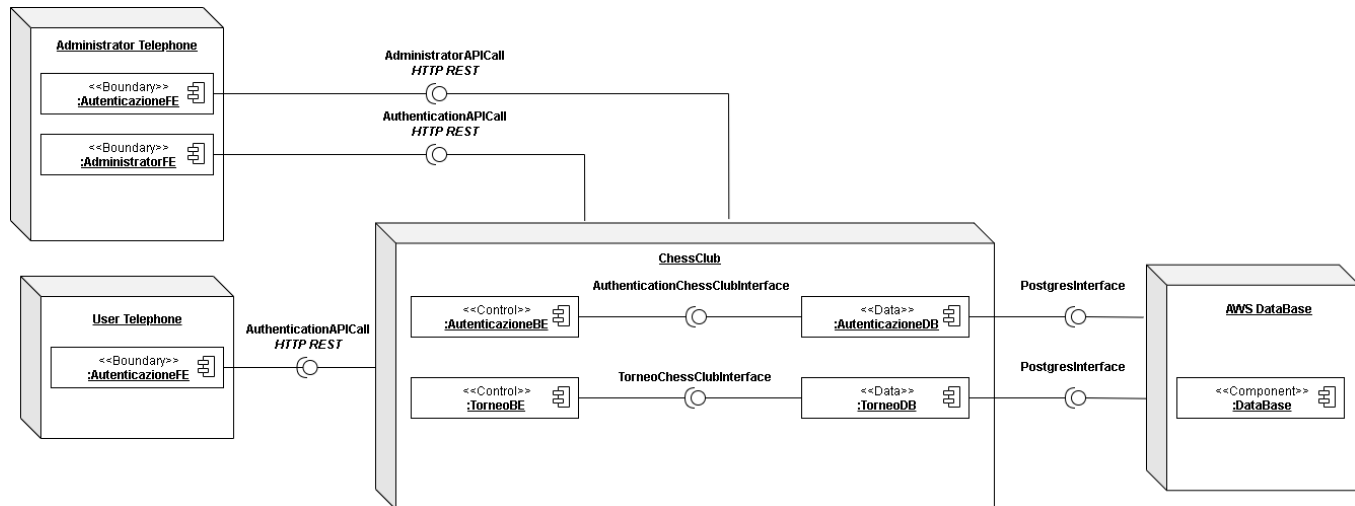 Administrator Telephone
<<Boundary>>
:AutenticazioneFE
<<Boundary>>
:AdministratorFE
AdministratorAPICall
HTTP REST
AuthenticationAPICall
HTTP REST
User Telephone
<<Boundary>>
:AutenticazioneFE
AuthenticationAPICall
HTTP REST
ChessClub
<<Control>>
:AutenticazioneBE
AuthenticationChessClubInterface
<<Data>>
:AutenticazioneDB
<<Control>>
:TorneoBE
TorneoChessClubInterface
<<Data>>
:TorneoDB
PostgresInterface
PostgresInterface
AWS DataBase
<<Component>>
:DataBase